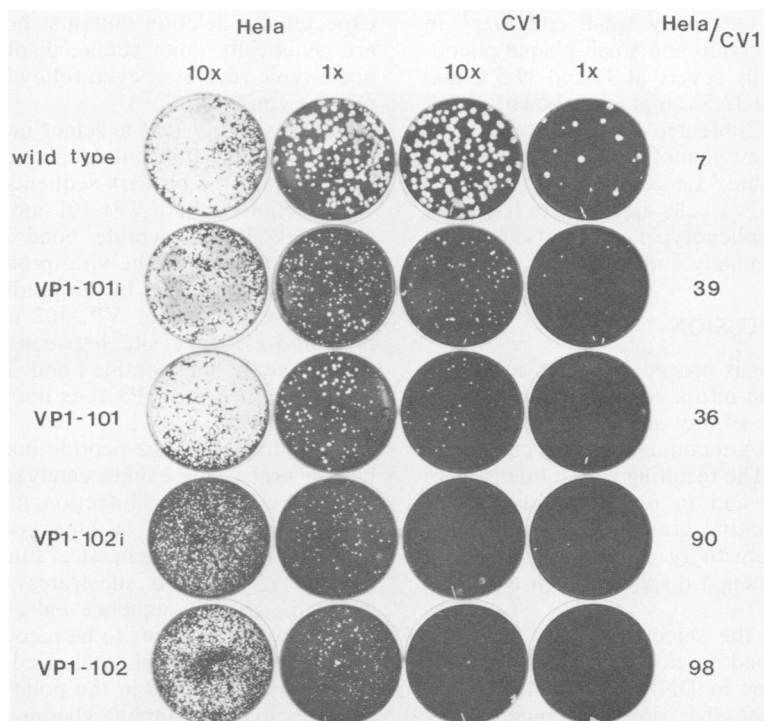 Hela CV1 Hela/CV1
10x 1x 10x 1x
wild type 7
VP1-101i 39
VP1-101 36
VP1-102i 90
VP1-102 98